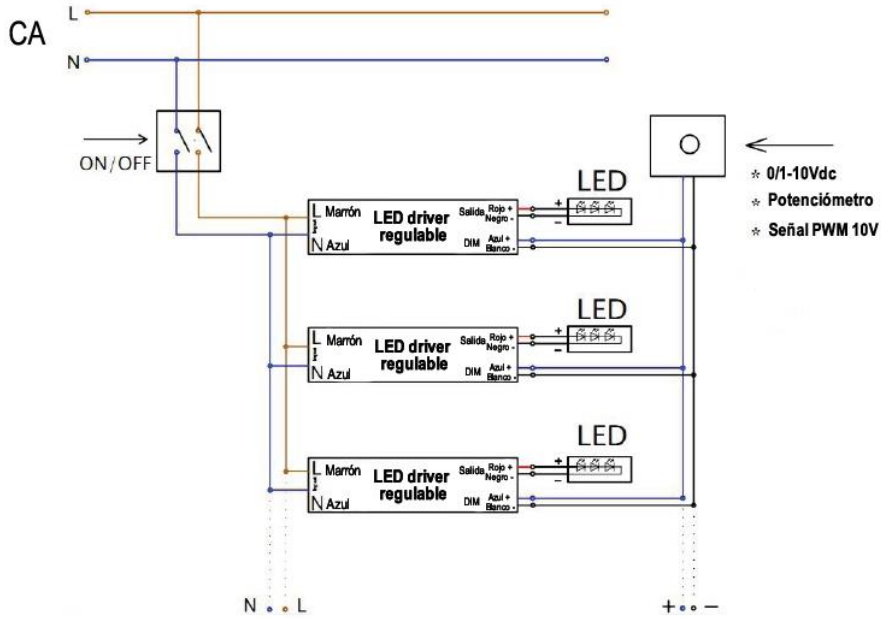 CA
L
N
ON/OFF
* 0/1-10Vdc
* Potenciómetro
* Señal PWM 10V
L Marrón
N Azul
LED driver
regulable
Salida Rojo +
Negro -
DIM Azul +
Blanco -
LED
+
-
L Marrón
N Azul
LED driver
regulable
Salida Rojo +
Negro -
DIM Azul +
Blanco -
LED
+
-
L Marrón
N Azul
LED driver
regulable
Salida Rojo +
Negro -
DIM Azul +
Blanco -
LED
+
-
N L
+ -